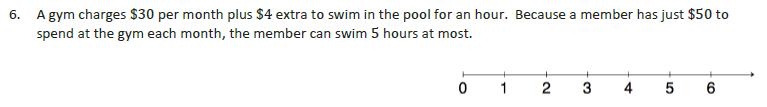 6. A gym charges $30 per month plus $4 extra to swim in the pool for an hour. Because a member has just $50 to
spend at the gym each month, the member can swim 5 hours at most.
0 1 2 3 4 5 6